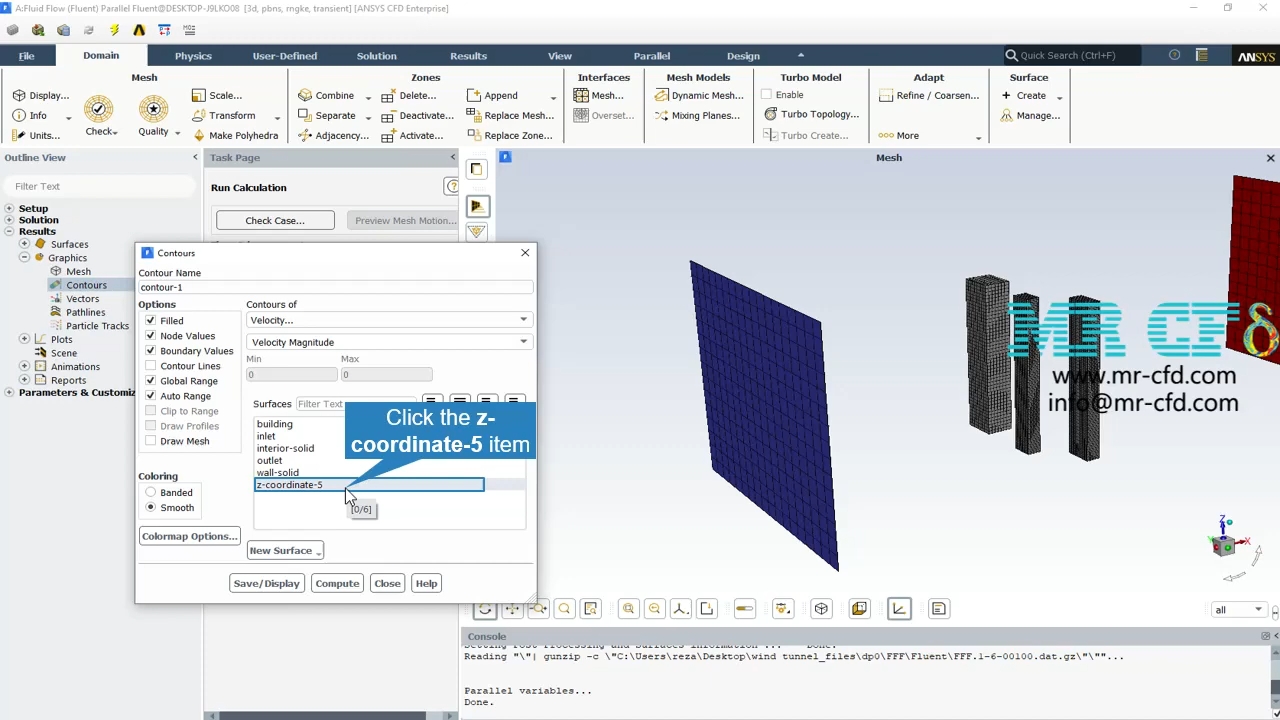 A:Fluid Flow (Fluent) Parallel Fluent@DESKTOP-J9LKO08 [3d, pbns, rngke, transient] [ANSYS CFD Enterprise]
File Domain Physics User-Defined Solution Results View Parallel Design Quick Search (Ctrl+F) ANSYS
Mesh Zones Interfaces Mesh Models Turbo Model Adapt Surface
Display... Scale... Combine Delete... Append Mesh... Dynamic Mesh... Enable Refine / Coarsen... Create
Info Check Quality Transform Separate Deactivate... Replace Mesh... Overset... Mixing Planes... Turbo Topology... Manage...
Units... Make Polyhedra Adjacency... Activate... Replace Zone... Turbo Create... More
Outline View
Filter Text
Setup
Solution
Results
Surfaces
Graphics
Mesh
Contours
Vectors
Pathlines
Particle Tracks
Plots
Scene
Animations
Reports
Parameters & Customiz
Task Page
Run Calculation
Check Case... Preview Mesh Motion...
Contours
Contour Name
contour-1
Options
Filled
Node Values
Boundary Values
Contour Lines
Global Range
Auto Range
Clip to Range
Draw Profiles
Draw Mesh
Coloring
Banded
Smooth
Colormap Options...
Contours of
Velocity...
Velocity Magnitude
Min Max
0 0
Surfaces Filter Text
building
inlet
interior-solid
outlet
wall-solid
z-coordinate-5
[0/6]
New Surface
Save/Display Compute Close Help
Click the z-
coordinate-5 item
Mesh
MR CFD
www.mr-cfd.com
info@mr-cfd.com
Z
Y X
all
Console
Setting Post Processing and Surfaces information ... Done.
Reading "\"| gunzip -c \"C:\Users\reza\Desktop\wind tunnel_files\dp0\FFF\Fluent\FFF.1-6-00100.dat.gz\"\""...
Parallel variables...
Done.